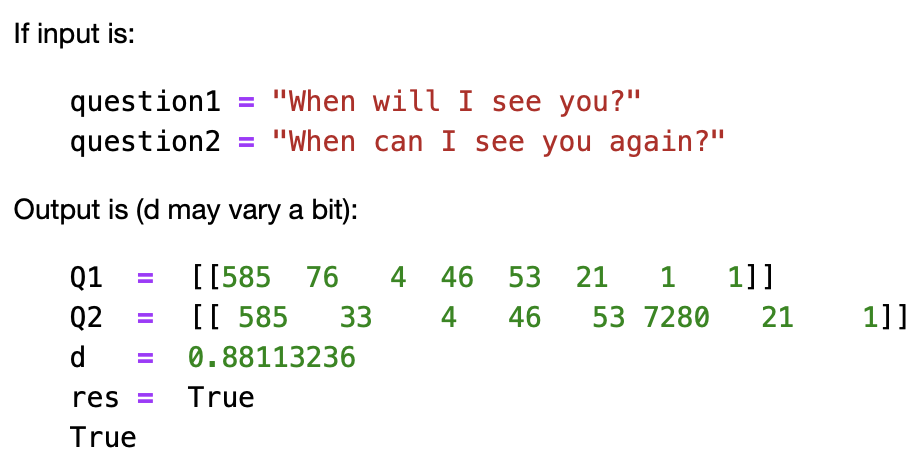 If input is:
question1 = "When will I see you?"
question2 = "When can I see you again?"
Output is (d may vary a bit):
Q1  =  [[585  76   4  46  53  21   1   1]]
Q2  =  [[ 585   33    4   46   53 7280   21    1]]
d   =  0.88113236
res =  True
True